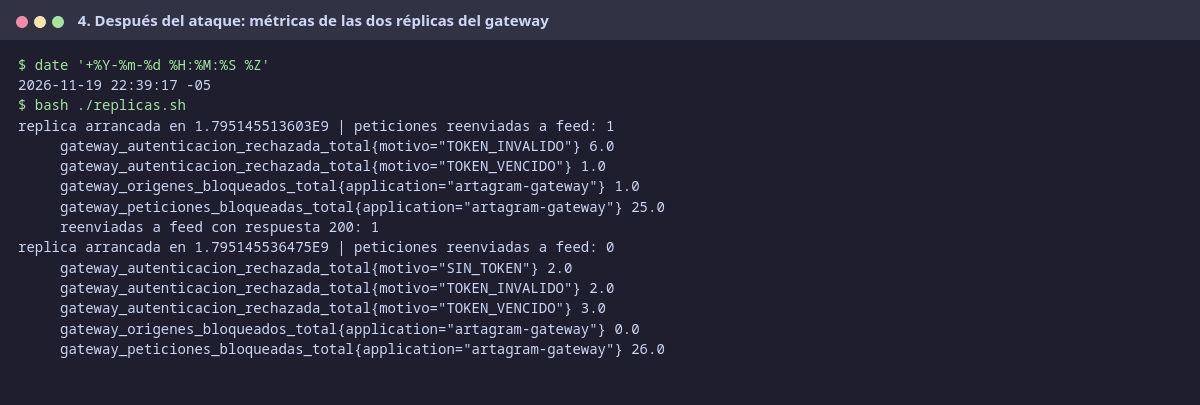 4. Después del ataque: métricas de las dos réplicas del gateway
$ date '+%Y-%m-%d %H:%M:%S %Z'
2026-11-19 22:39:17 -05
$ bash ./replicas.sh
replica arrancada en 1.795145513603E9 | peticiones reenviadas a feed: 1
gateway_autenticacion_rechazada_total{motivo="TOKEN_INVALIDO"} 6.0
gateway_autenticacion_rechazada_total{motivo="TOKEN_VENCIDO"} 1.0
gateway_origenes_bloqueados_total{application="artagram-gateway"} 1.0
gateway_peticiones_bloqueadas_total{application="artagram-gateway"} 25.0
reenviadas a feed con respuesta 200: 1
replica arrancada en 1.795145536475E9 | peticiones reenviadas a feed: 0
gateway_autenticacion_rechazada_total{motivo="SIN_TOKEN"} 2.0
gateway_autenticacion_rechazada_total{motivo="TOKEN_INVALIDO"} 2.0
gateway_autenticacion_rechazada_total{motivo="TOKEN_VENCIDO"} 3.0
gateway_origenes_bloqueados_total{application="artagram-gateway"} 0.0
gateway_peticiones_bloqueadas_total{application="artagram-gateway"} 26.0